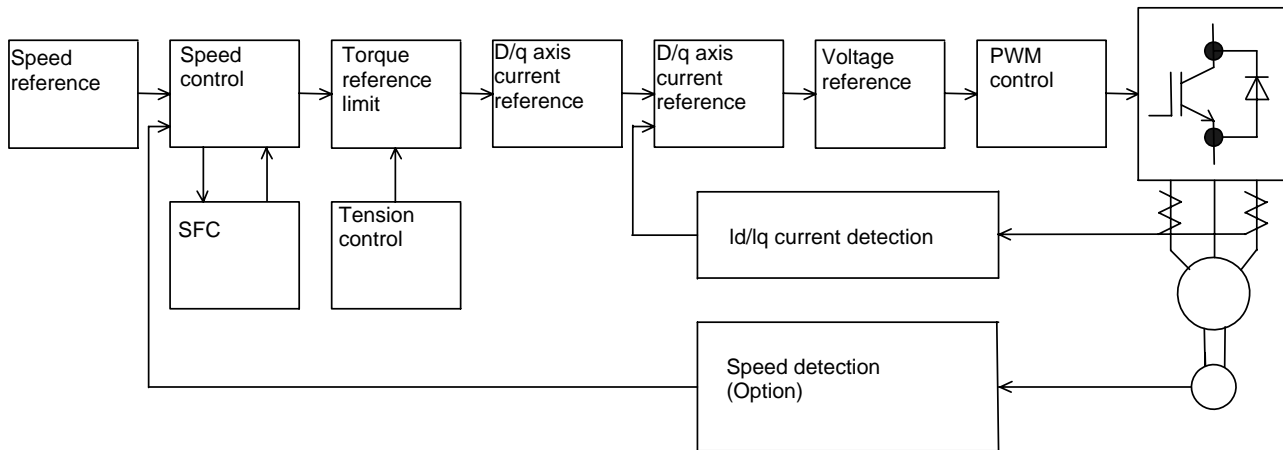 Speed
reference
Speed
control
Torque
reference
limit
D/q axis
current
reference
D/q axis
current
reference
Voltage
reference
PWM
control
SFC
Tension
control
Id/Iq current detection
Speed detection
(Option)